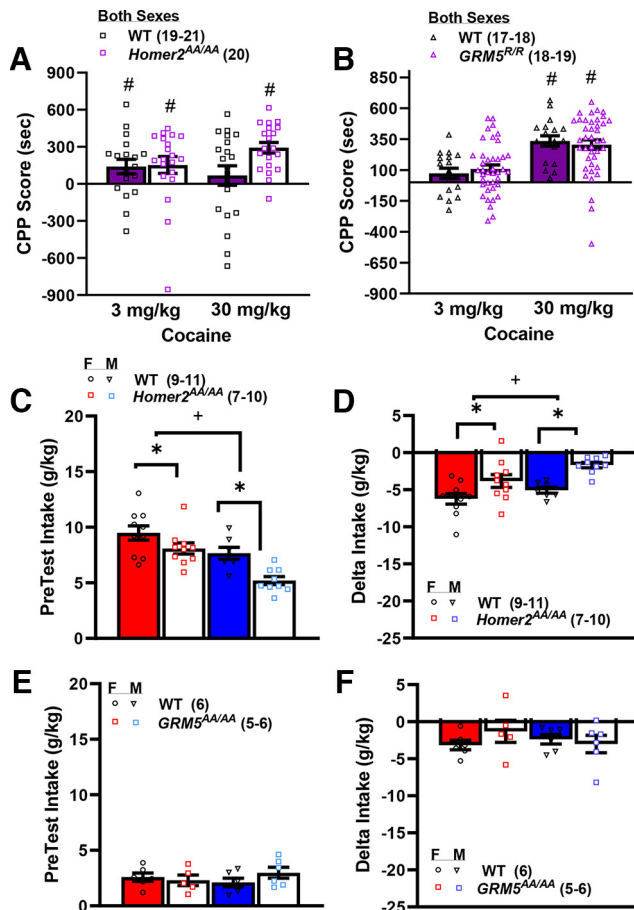 Both Sexes
WT (19-21)
Homer2AA/AA (20)
A
#
#
#
CPP Score (sec)
900
600
300
0
-300
-600
-900
3 mg/kg
30 mg/kg
Cocaine
Both Sexes
WT (17-18)
GRM5R/R (18-19)
B
#
#
CPP Score (sec)
850
600
350
100
-150
-400
-650
-900
3 mg/kg
30 mg/kg
Cocaine
F M
WT (9-11)
Homer2AA/AA (7-10)
C
+
*
*
PreTest Intake (g/kg)
20
15
10
5
0
D
+
*
*
Delta Intake (g/kg)
5
0
-5
-10
-15
-20
-25
F M
WT (9-11)
Homer2AA/AA (7-10)
E
F M
WT (6)
GRM5AA/AA (5-6)
PreTest Intake (g/kg)
20
15
10
5
0
F
Delta Intake (g/kg)
5
0
-5
-10
-15
-20
-25
F M
WT (6)
GRM5AA/AA (5-6)